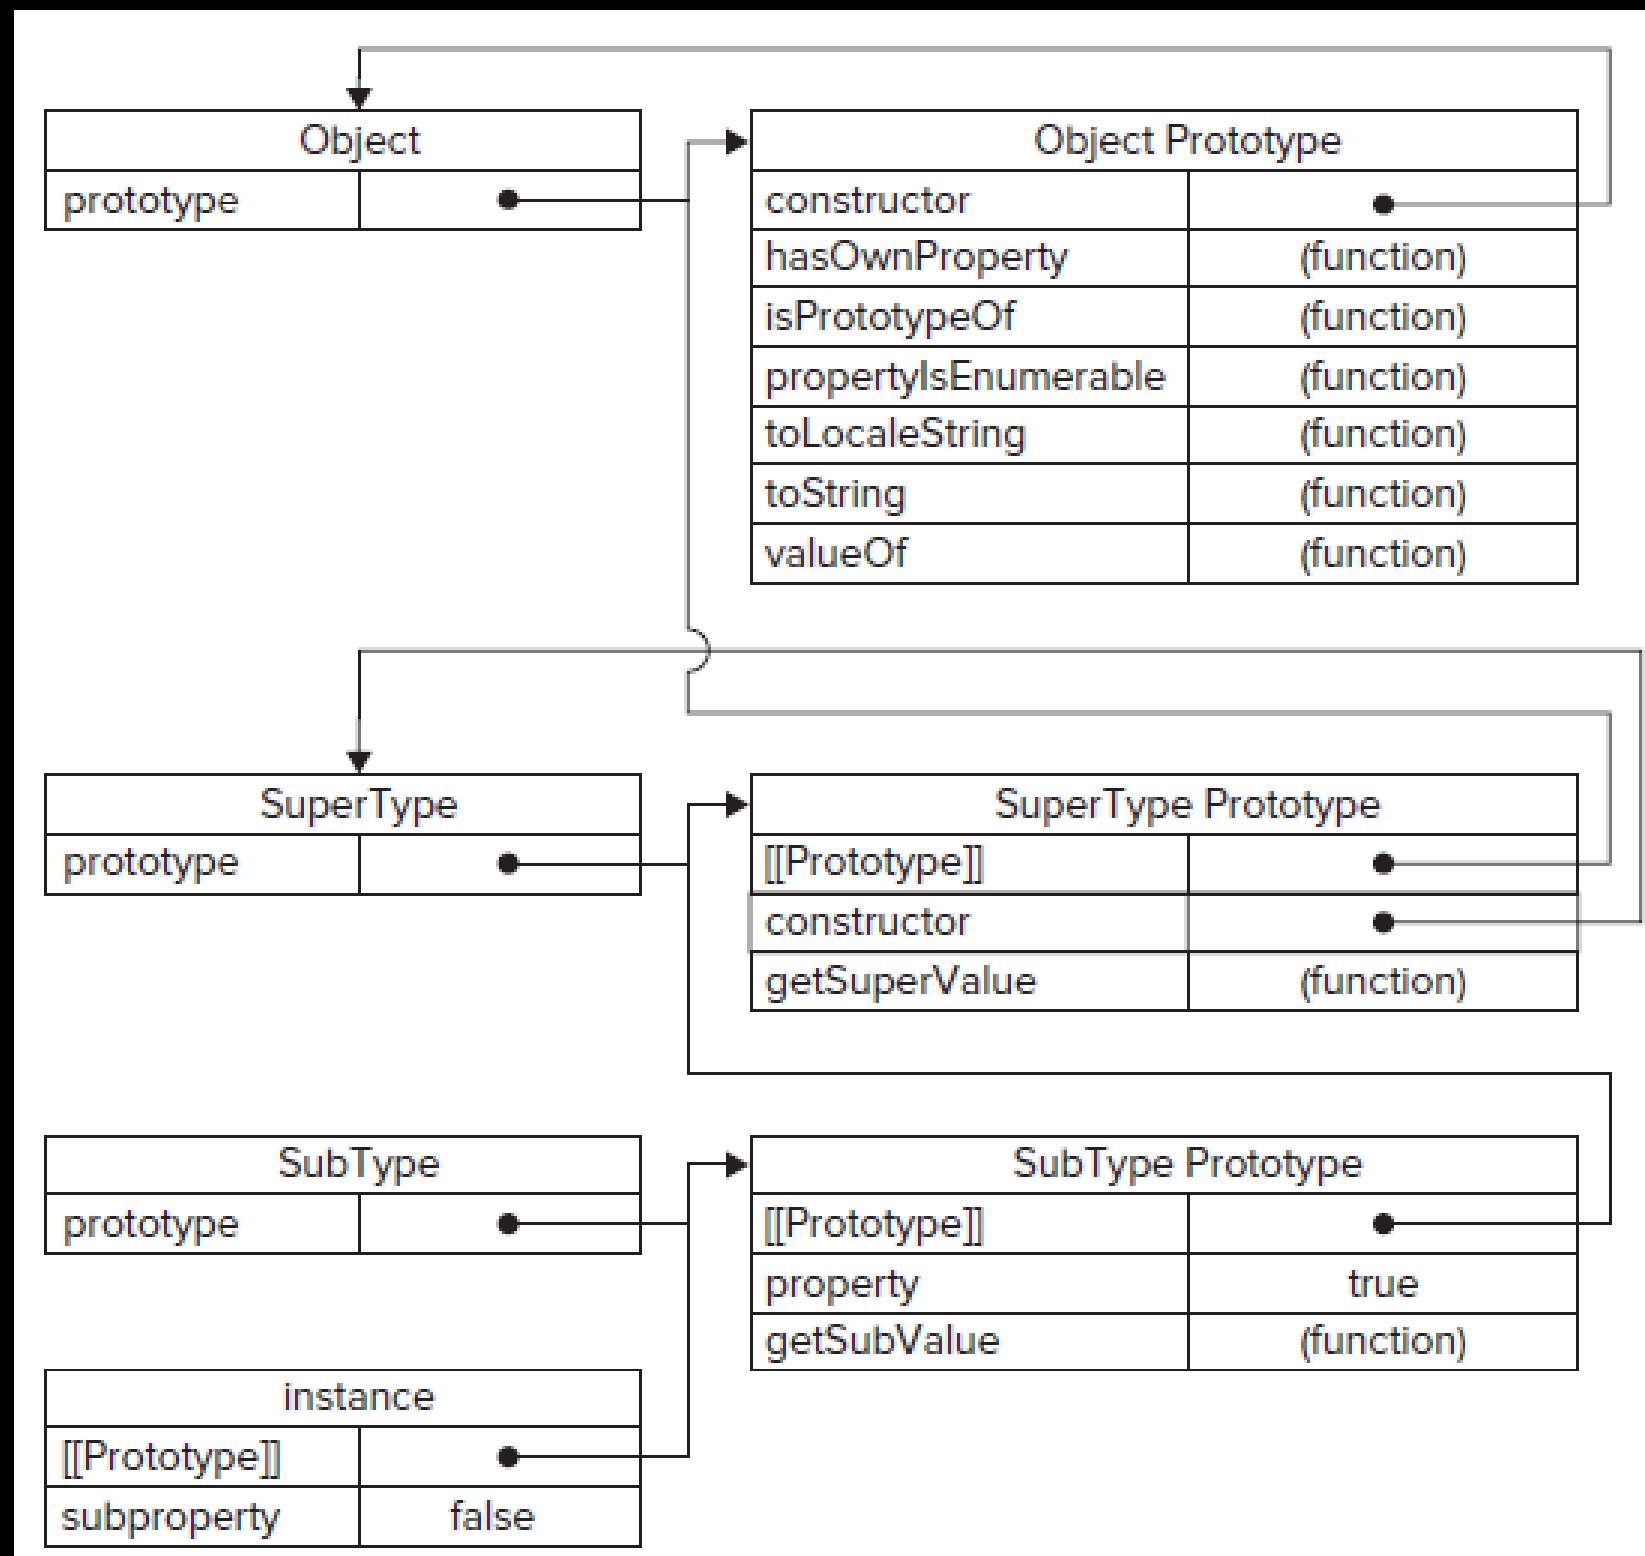 Object
prototype
Object Prototype
constructor
hasOwnProperty (function)
isPrototypeOf (function)
propertyIsEnumerable (function)
toLocaleString (function)
toString (function)
valueOf (function)
SuperType
prototype
SuperType Prototype
[[Prototype]]
constructor
getSuperValue (function)
SubType
prototype
SubType Prototype
[[Prototype]]
property true
getSubValue (function)
instance
[[Prototype]]
subproperty false